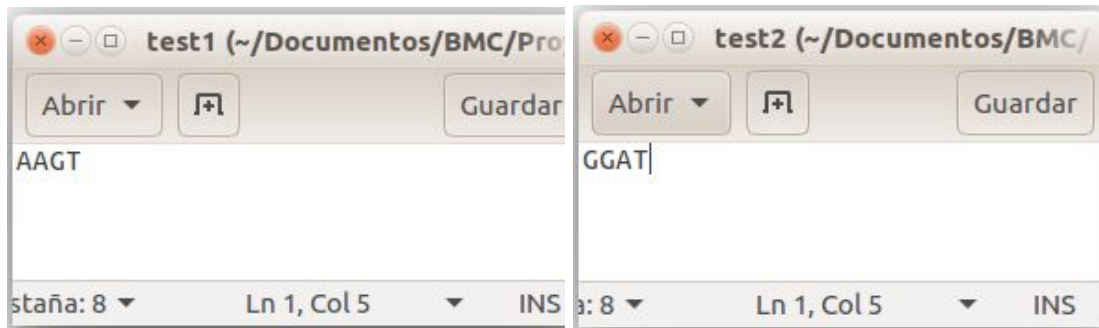 test1 (~/Documentos/BMC/Pro
Abrir
Guardar
AAGT
staña: 8
Ln 1, Col 5
INS
test2 (~/Documentos/BMC/
Abrir
Guardar
GGAT
a: 8
Ln 1, Col 5
INS